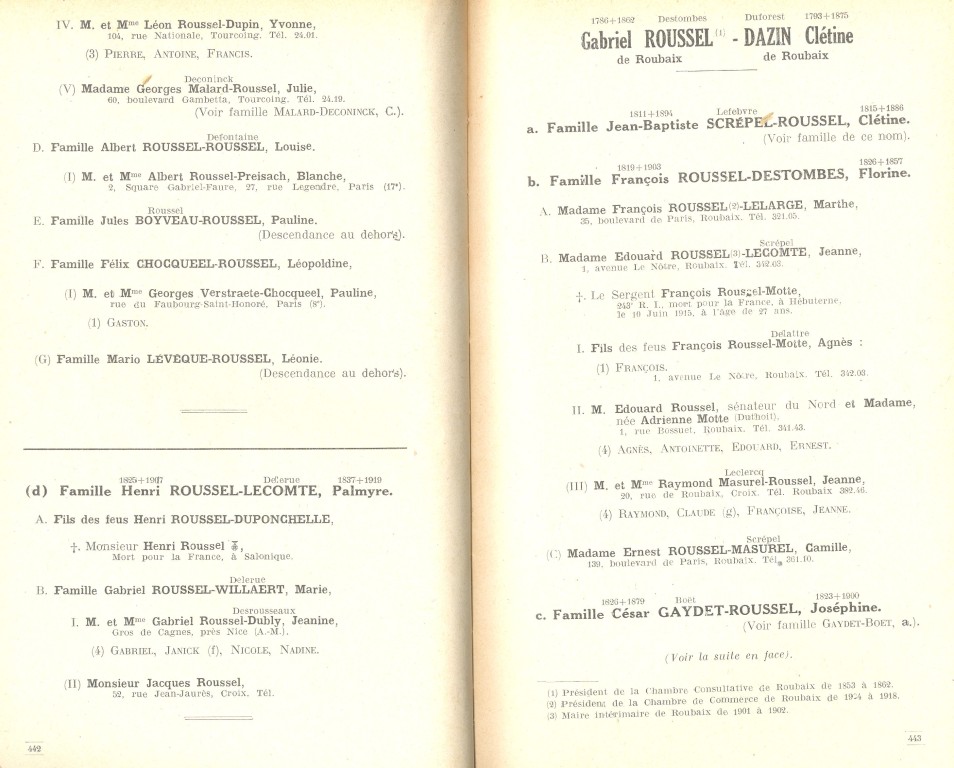 IV. M. et Mme Léon Roussel-Dupin, Yvonne,
104, rue Nationale, Tourcoing. Tél. 24.01.
(3) PIERRE, ANTOINE, FRANCIS.
Deconinck
(V) Madame Georges Malard-Roussel, Julie,
60, boulevard Gambetta, Tourcoing. Tél. 24.19.
(Voir famille MALARD-DECONINCK, C.).
Defontaine
D. Famille Albert ROUSSEL-ROUSSEL, Louise.
(I) M. et Mme Albert Roussel-Preisach, Blanche,
2, Square Gabriel-Faure, 27, rue Legendre, Paris (17e).
Roussel
E. Famille Jules BOYVEAU-ROUSSEL, Pauline.
(Descendance au dehors).
F. Famille Félix CHOCQUEEL-ROUSSEL, Léopoldine,
(I) M. et Mme Georges Verstraete-Chocqueel, Pauline,
rue du Faubourg-Saint-Honoré, Paris (8e).
(1) GASTON.
(G) Famille Mario LÉVÊQUE-ROUSSEL, Léonie.
(Descendance au dehors).
1825+1907 Delerue 1837+1919
(d) Famille Henri ROUSSEL-LECOMTE, Palmyre.
A. Fils des feus Henri ROUSSEL-DUPONCHELLE,
‡. Monsieur Henri Roussel,
Mort pour la France, à Salonique.
Delerue
B. Famille Gabriel ROUSSEL-WILLAERT, Marie,
Desrousseaux
I. M. et Mme Gabriel Roussel-Dubly, Jeanine,
Gros de Cagnes, près Nice (A.-M.).
(4) GABRIEL, JANICK (f), NICOLE, NADINE.
(II) Monsieur Jacques Roussel,
52, rue Jean-Jaurès, Croix. Tél.
442
1786+1862 Destombes Duforest 1793+1875
Gabriel ROUSSEL (1) - DAZIN Clétine
de Roubaix de Roubaix
1811+1894 Lefebvre 1815+1886
a. Famille Jean-Baptiste SCRÉPEL-ROUSSEL, Clétine.
(Voir famille de ce nom).
1819+1903 1826+1857
b. Famille François ROUSSEL-DESTOMBES, Florine.
A. Madame François ROUSSEL(2)-LELARGE, Marthe,
35, boulevard de Paris, Roubaix. Tél. 321.05.
Scrépel
B. Madame Edouard ROUSSEL(3)-LECOMTE, Jeanne,
1, avenue Le Nôtre, Roubaix. Tél. 342.03.
‡. Le Sergent François Roussel-Motte,
243e R. I., mort pour la France, à Hébuterne,
le 10 Juin 1915, à l'âge de 27 ans.
Delattre
I. Fils des feus François Roussel-Motte, Agnès :
(1) FRANÇOIS.
1, avenue Le Nôtre, Roubaix. Tél. 342.03.
II. M. Edouard Roussel, sénateur du Nord et Madame,
née Adrienne Motte (Duthoit).
1, rue Bossuet, Roubaix. Tél. 341.43.
(4) AGNÈS, ANTOINETTE, EDOUARD, ERNEST.
Leclercq
(III) M. et Mme Raymond Masurel-Roussel, Jeanne,
20, rue de Roubaix, Croix. Tél. Roubaix 382.46.
(4) RAYMOND, CLAUDE (g), FRANÇOISE, JEANNE.
Scrépel
(C) Madame Ernest ROUSSEL-MASUREL, Camille,
139, boulevard de Paris, Roubaix. Tél. 361.10.
1826+1879 Boët 1823+1900
c. Famille César GAYDET-ROUSSEL, Joséphine.
(Voir famille GAYDET-BOET, a.).
(Voir la suite en face).
(1) Président de la Chambre Consultative de Roubaix de 1853 à 1862.
(2) Président de la Chambre de Commerce de Roubaix de 1904 à 1918.
(3) Maire intérimaire de Roubaix de 1901 à 1902.
443